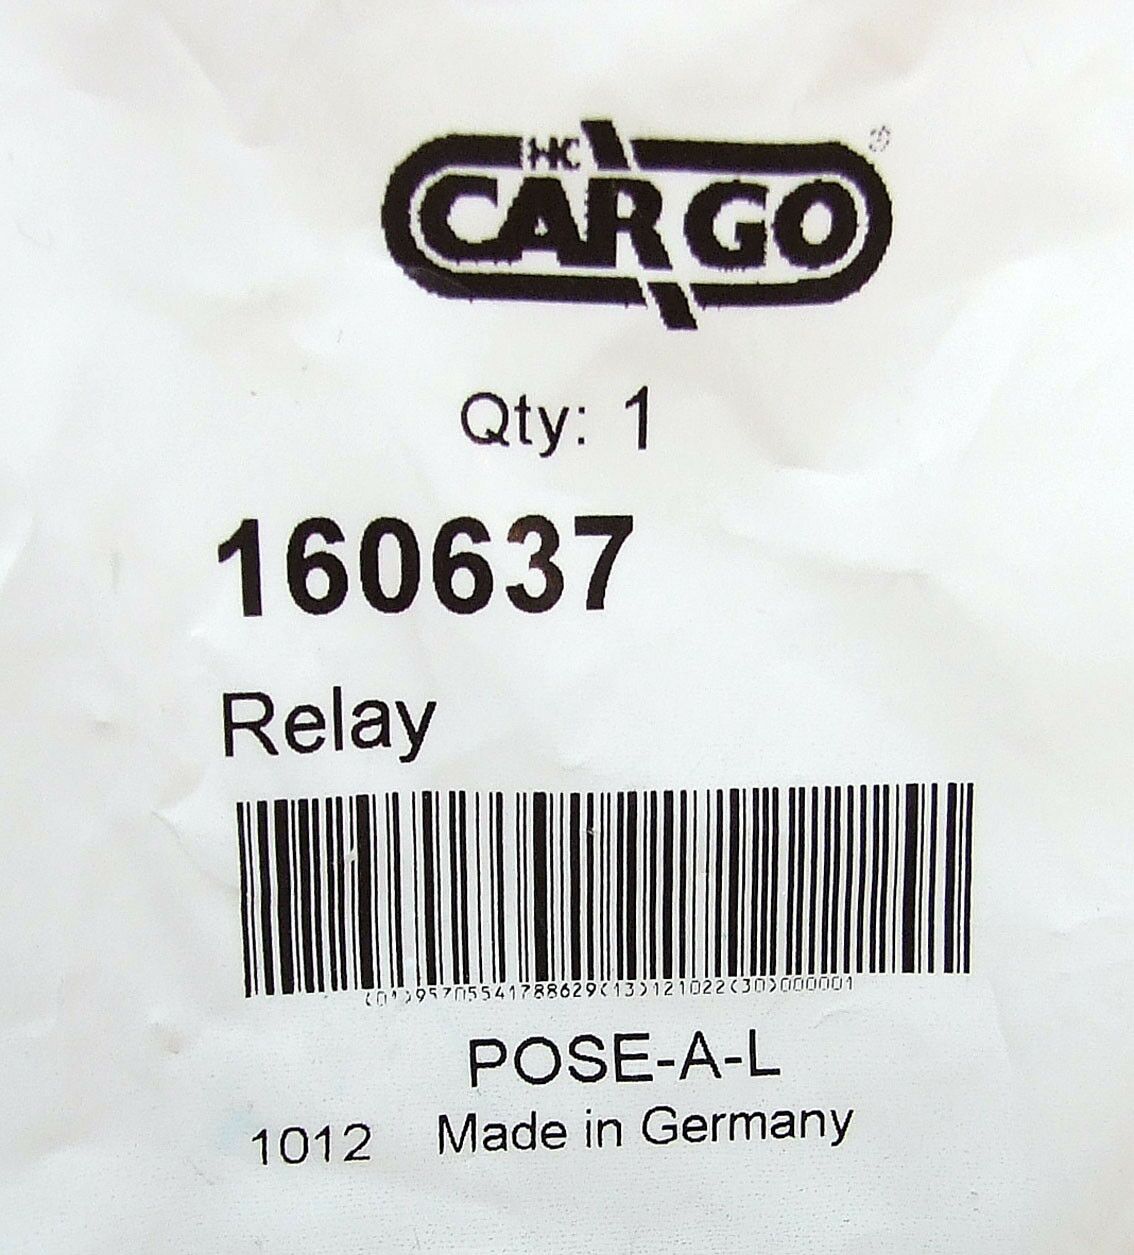 HC
CARGO
Qty: 1
160637
Relay
(01)95705541788629(13)121022(30)000001
POSE-A-L
1012 Made in Germany